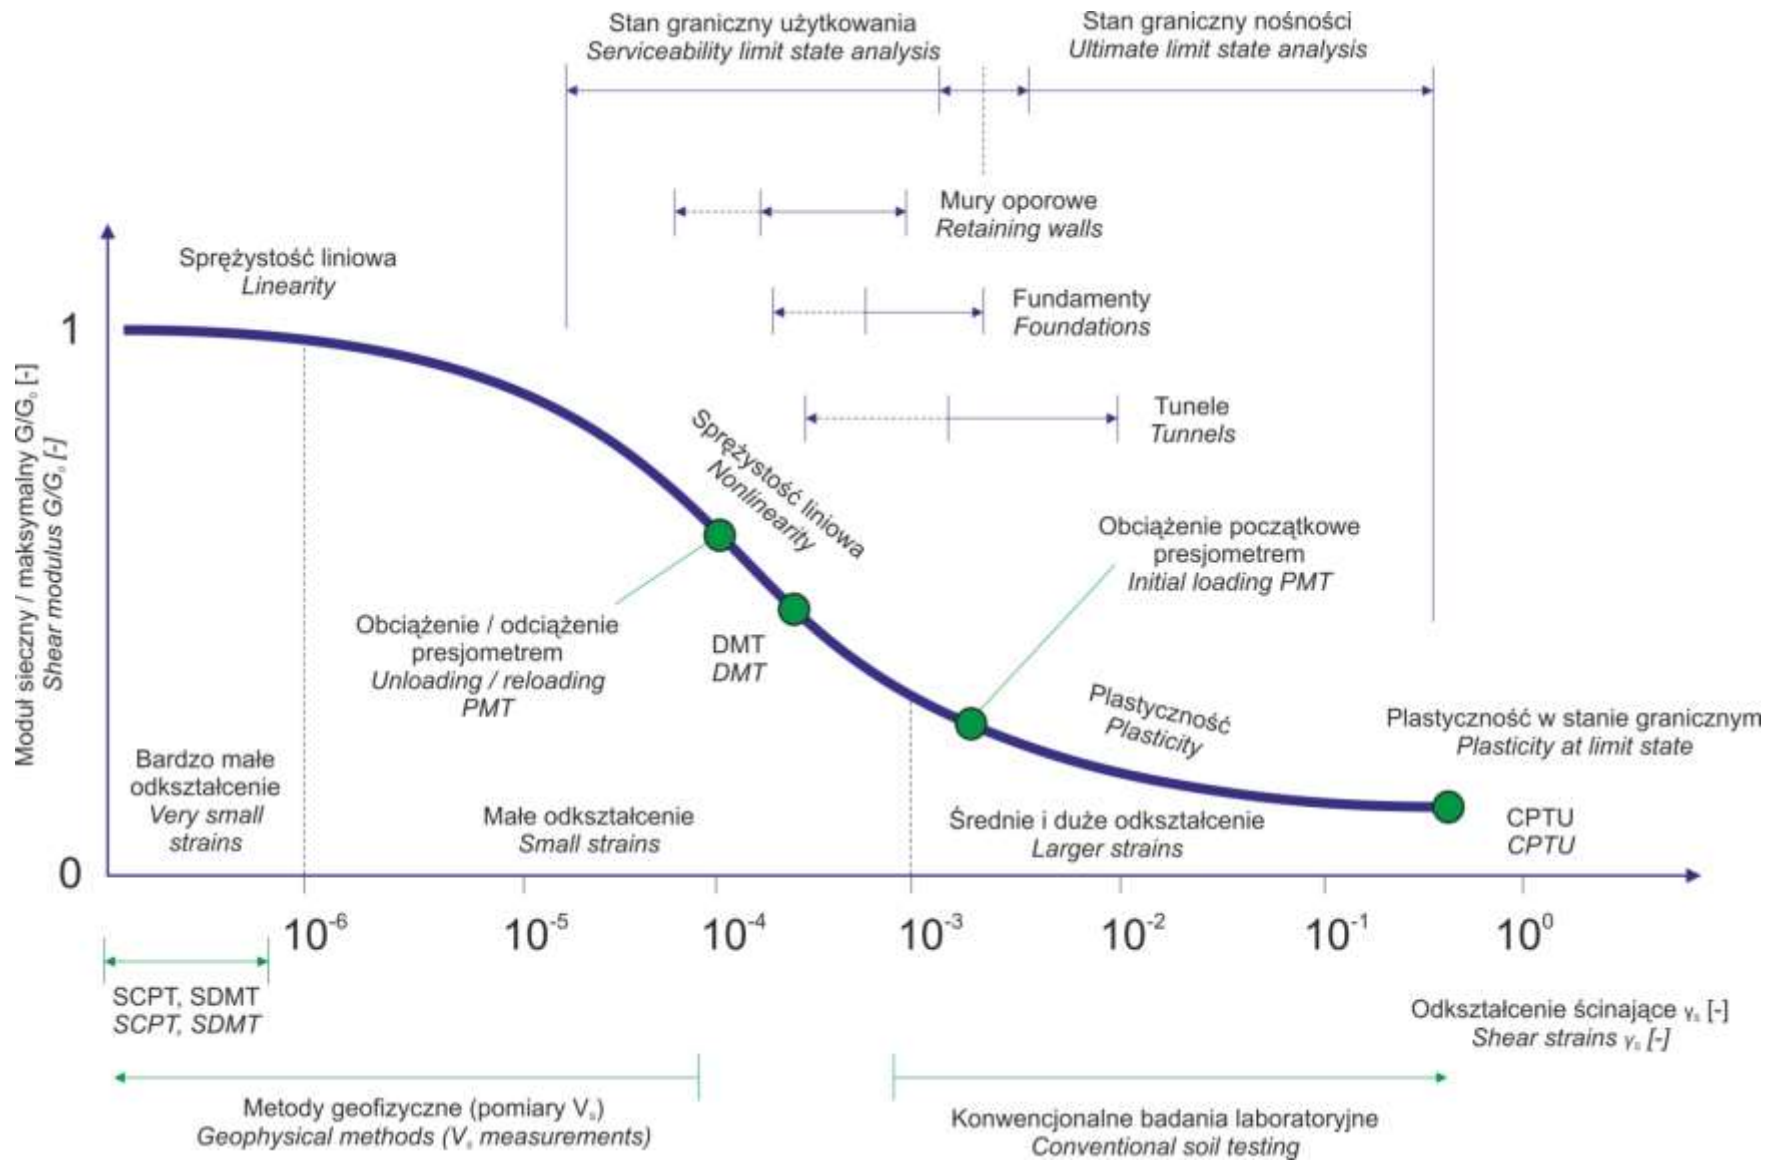 Stan graniczny użytkowania
Serviceability limit state analysis
Stan graniczny nośności
Ultimate limit state analysis
Mury oporowe
Retaining walls
Sprężystość liniowa
Linearity
Fundamenty
Foundations
1
Tunele
Tunnels
Sprężystość liniowa
Nonlinearity
Moduł sieczny / maksymalny G/G₀ [-]
Shear modulus G/G₀ [-]
Obciążenie początkowe
presjometrem
Initial loading PMT
Obciążenie / odciążenie
presjometrem
Unloading / reloading
PMT
DMT
DMT
Plastyczność
Plasticity
Plastyczność w stanie granicznym
Plasticity at limit state
Bardzo małe
odkształcenie
Very small
strains
Małe odkształcenie
Small strains
Średnie i duże odkształcenie
Larger strains
CPTU
CPTU
0
10⁻⁶ 10⁻⁵ 10⁻⁴ 10⁻³ 10⁻² 10⁻¹ 10⁰
SCPT, SDMT
SCPT, SDMT
Odkształcenie ścinające γₛ [-]
Shear strains γₛ [-]
Metody geofizyczne (pomiary Vₛ)
Geophysical methods (Vₛ measurements)
Konwencjonalne badania laboratoryjne
Conventional soil testing